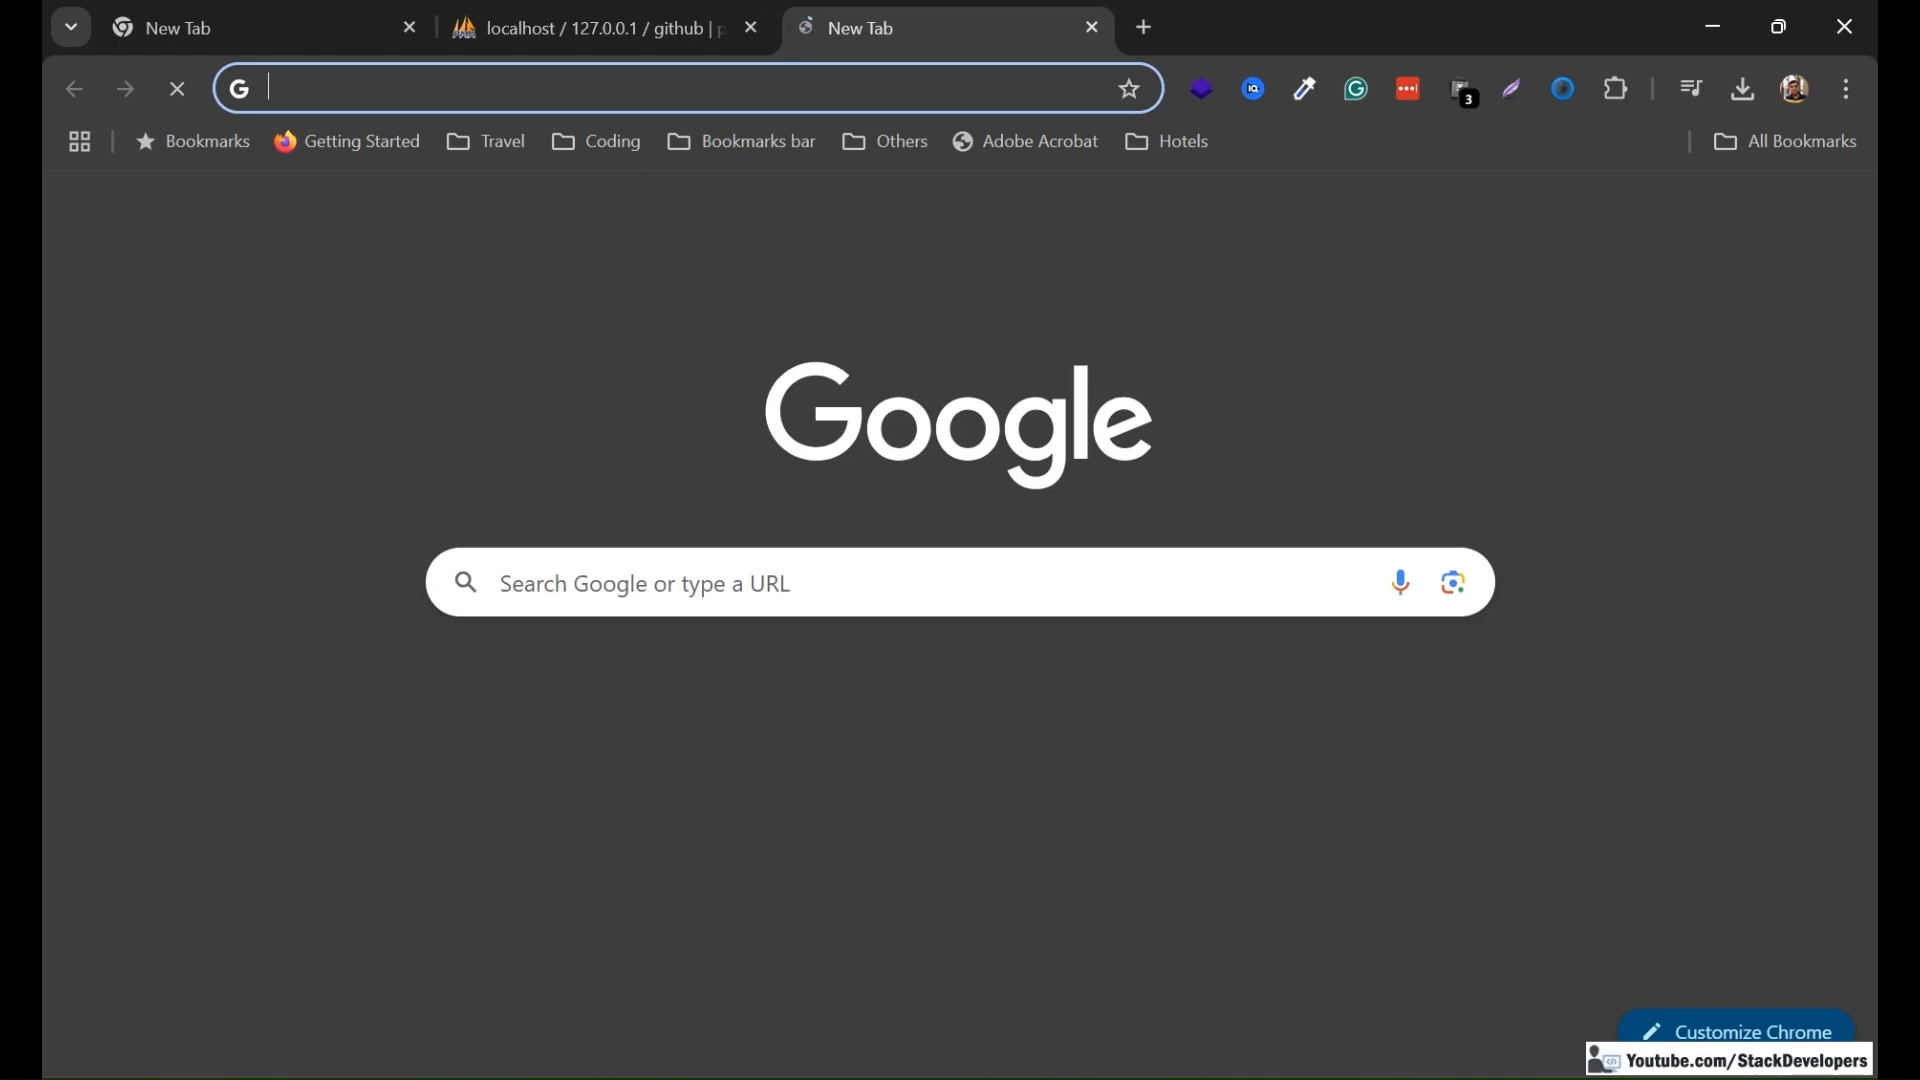 New Tab
localhost / 127.0.0.1 / github |
New Tab
3
Bookmarks
Getting Started
Travel
Coding
Bookmarks bar
Others
Adobe Acrobat
Hotels
All Bookmarks
Google
Search Google or type a URL
Customize Chrome
Youtube.com/StackDevelopers